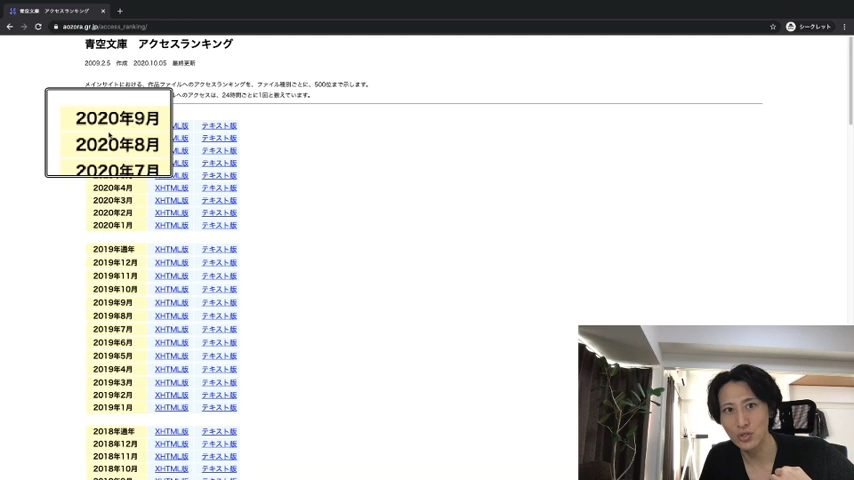 青空文庫　アクセスランキング
aozora.gr.jp/access_ranking/
シークレット
青空文庫　アクセスランキング
2009.2.5　作成　2020.10.05　最終更新
メインサイトにおける、作品ファイルへのアクセスランキングを、ファイル種別ごとに、500位まで示します。
ルへのアクセスは、24時間ごとに1回と数えています。
2020年9月
ML版 テキスト版
2020年8月
ML版 テキスト版
ML版 テキスト版
2020年7月
ML版 テキスト版
ML版 テキスト版
2020年4月 XHTML版 テキスト版
2020年3月 XHTML版 テキスト版
2020年2月 XHTML版 テキスト版
2020年1月 XHTML版 テキスト版
2019年通年 XHTML版 テキスト版
2019年12月 XHTML版 テキスト版
2019年11月 XHTML版 テキスト版
2019年10月 XHTML版 テキスト版
2019年9月 XHTML版 テキスト版
2019年8月 XHTML版 テキスト版
2019年7月 XHTML版 テキスト版
2019年6月 XHTML版 テキスト版
2019年5月 XHTML版 テキスト版
2019年4月 XHTML版 テキスト版
2019年3月 XHTML版 テキスト版
2019年2月 XHTML版 テキスト版
2019年1月 XHTML版 テキスト版
2018年通年 XHTML版 テキスト版
2018年12月 XHTML版 テキスト版
2018年11月 XHTML版 テキスト版
2018年10月 XHTML版 テキスト版